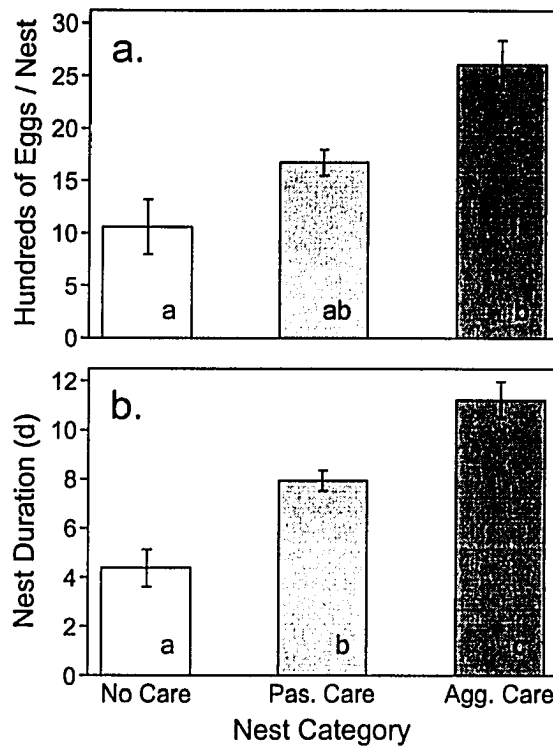 a.
Hundreds of Eggs / Nest
30
25
20
15
10
5
0
a
ab
b
b.
Nest Duration (d)
12
10
8
6
4
2
0
a
b
c
No Care Pas. Care Agg. Care
Nest Category